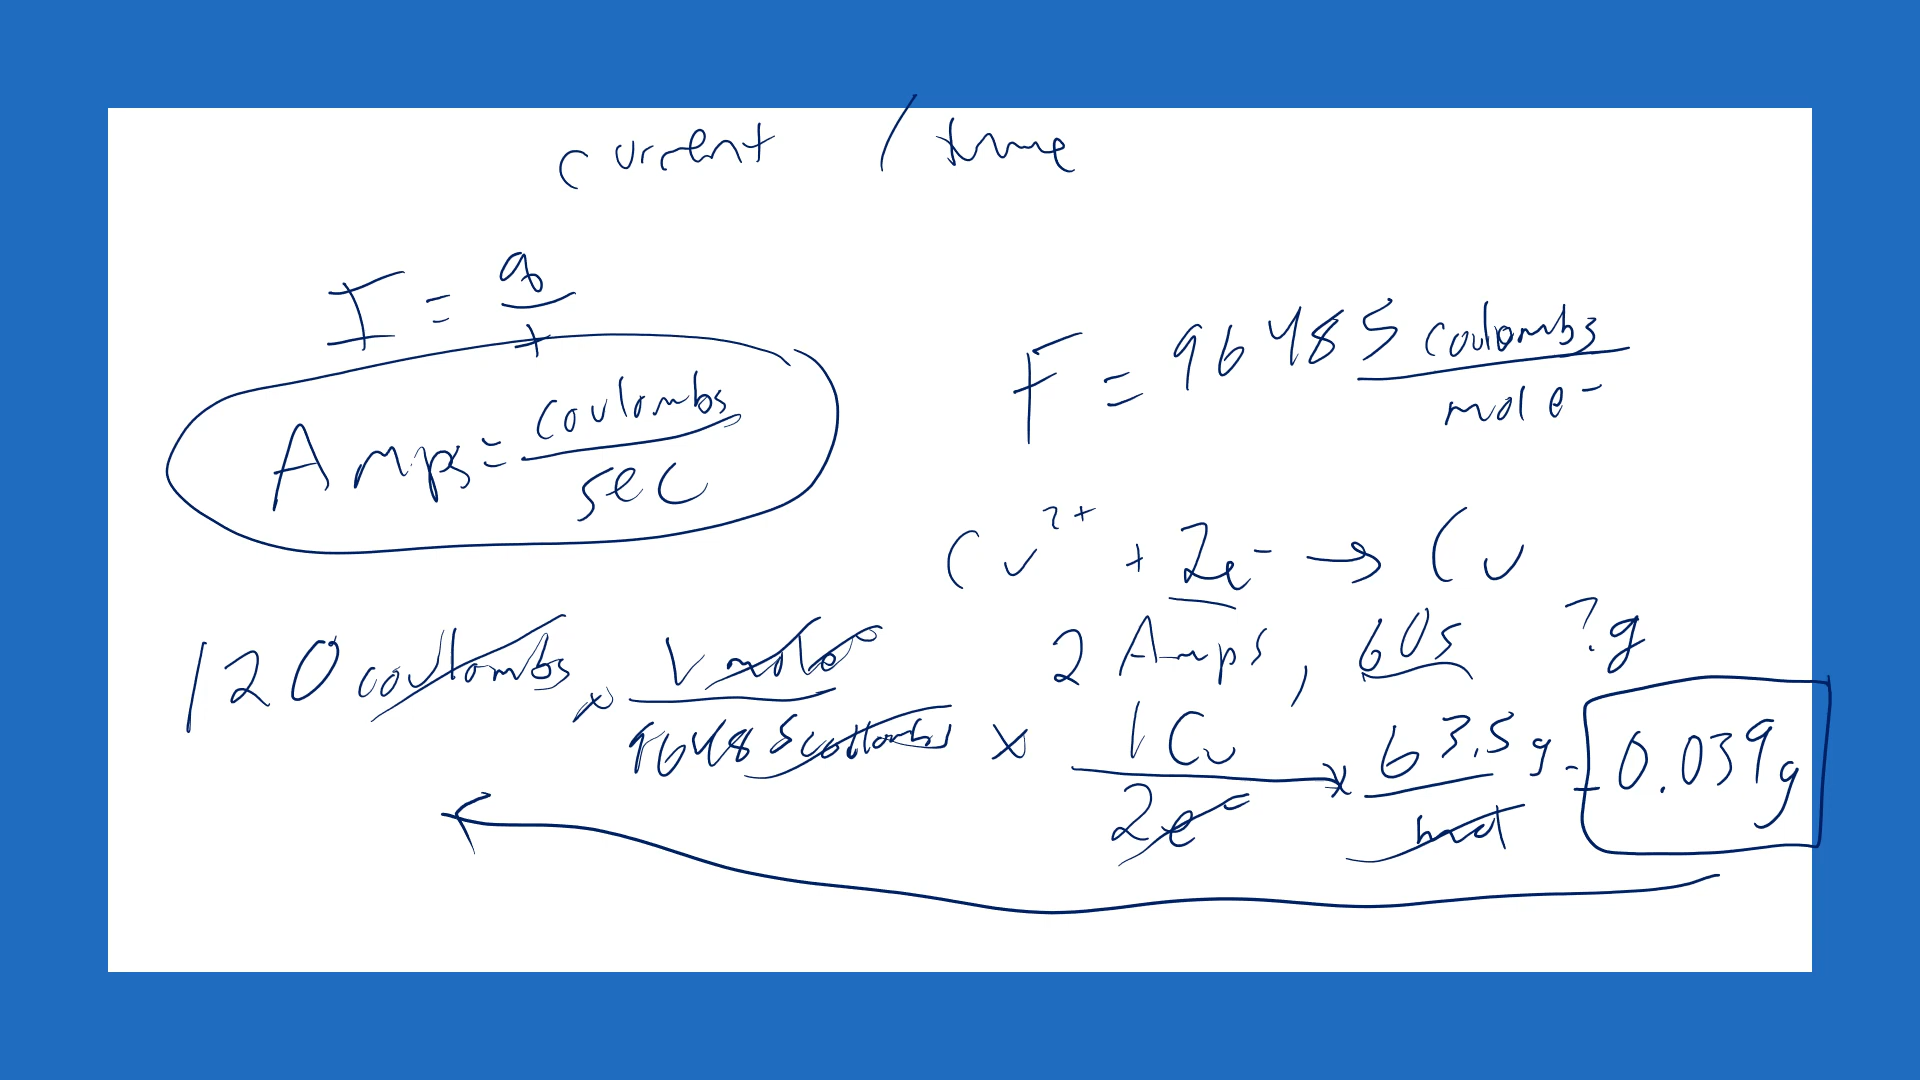 current / time
I = q/t
Amps = coulombs/sec
F = 96485 coulombs/mol e⁻
Cu²⁺ + 2e⁻ → Cu
2 Amps, 60s ?g
120 coulombs x 1 mol e⁻/96485 coulombs x 1 Cu/2e⁻ x 63.5 g/mol = 0.039g